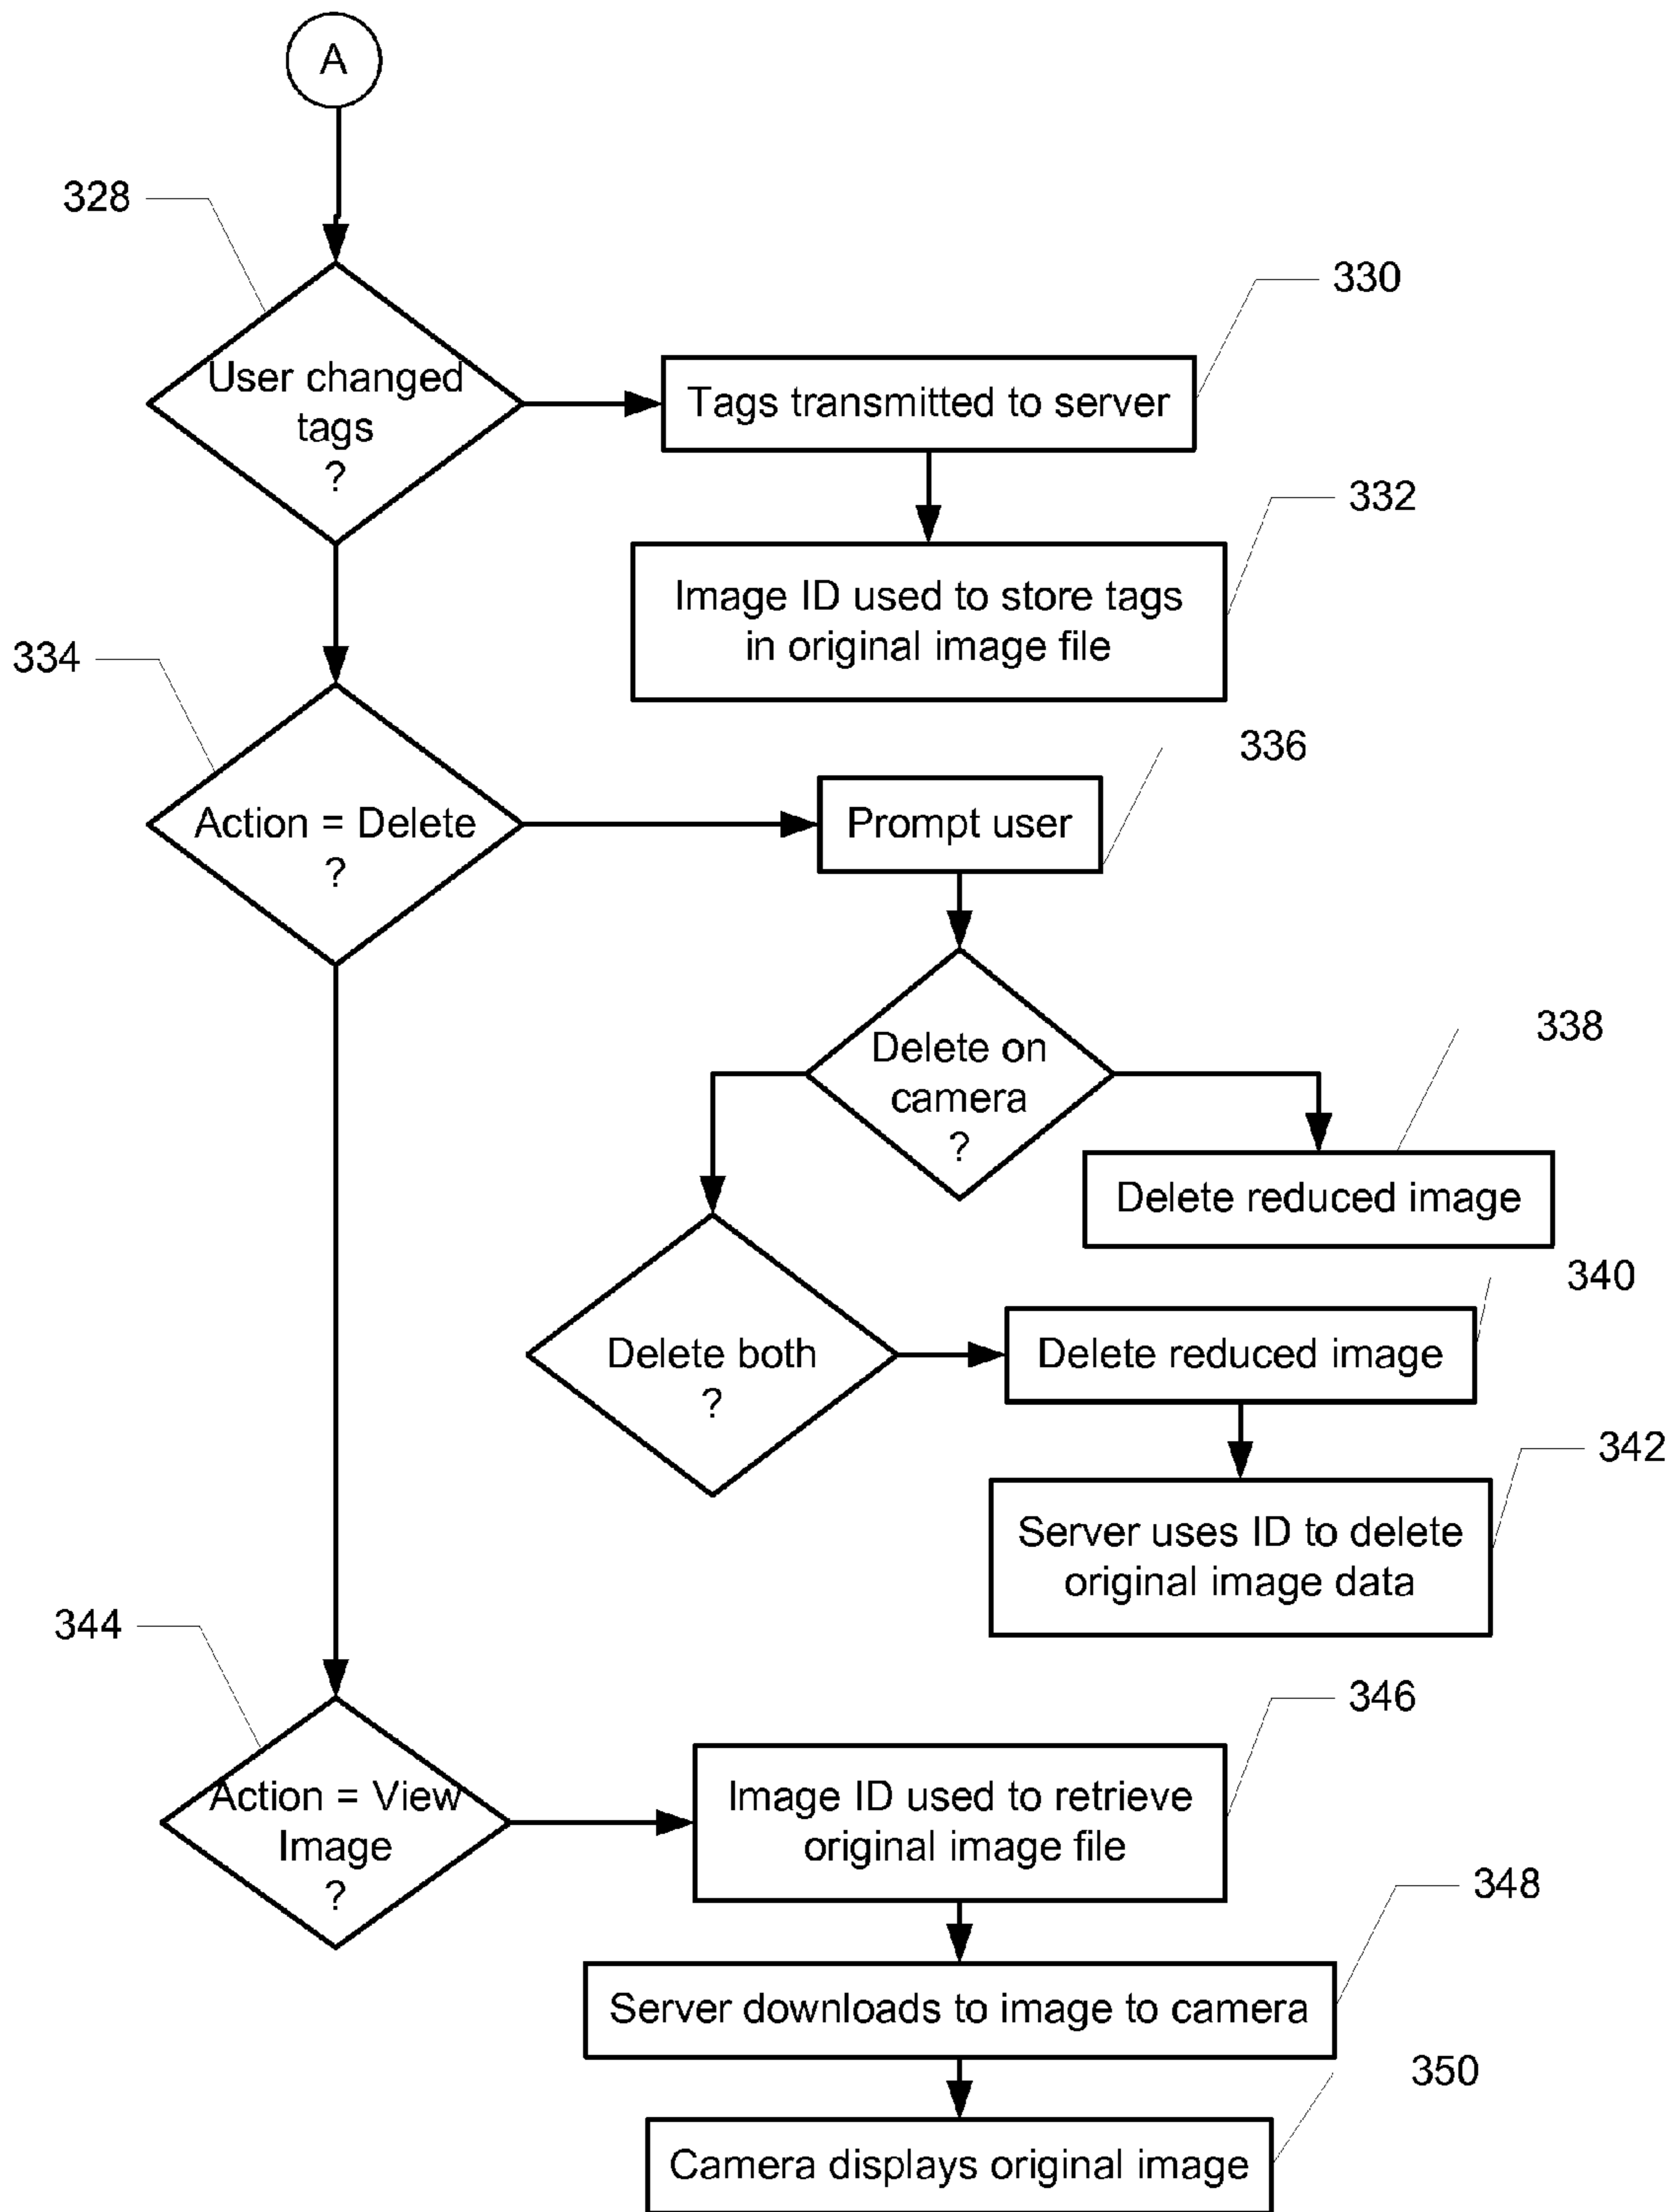 A
328
User changed
tags
?
330
Tags transmitted to server
332
Image ID used to store tags
in original image file
334
Action = Delete
?
336
Prompt user
Delete on
camera
?
338
Delete reduced image
Delete both
?
340
Delete reduced image
342
Server uses ID to delete
original image data
344
Action = View
Image
?
346
Image ID used to retrieve
original image file
348
Server downloads to image to camera
350
Camera displays original image